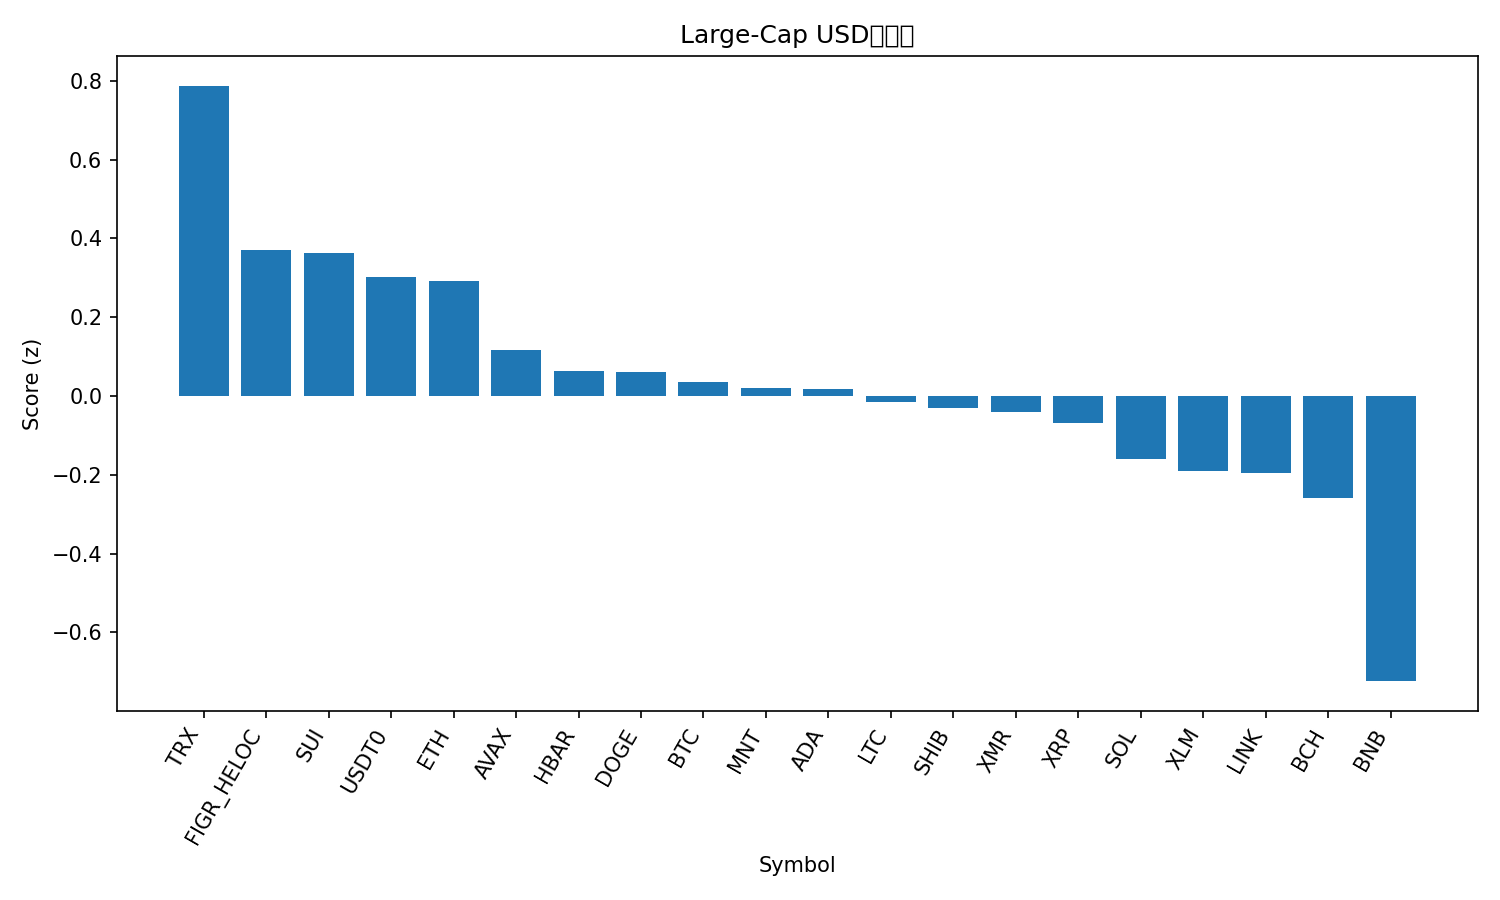 Large-Cap USD
0.8
0.6
0.4
0.2
0.0
−0.2
−0.4
−0.6
Score (z)
TRX
FIGR_HELOC
SUI
USDT0
ETH
AVAX
HBAR
DOGE
BTC
MNT
ADA
LTC
SHIB
XMR
XRP
SOL
XLM
LINK
BCH
BNB
Symbol